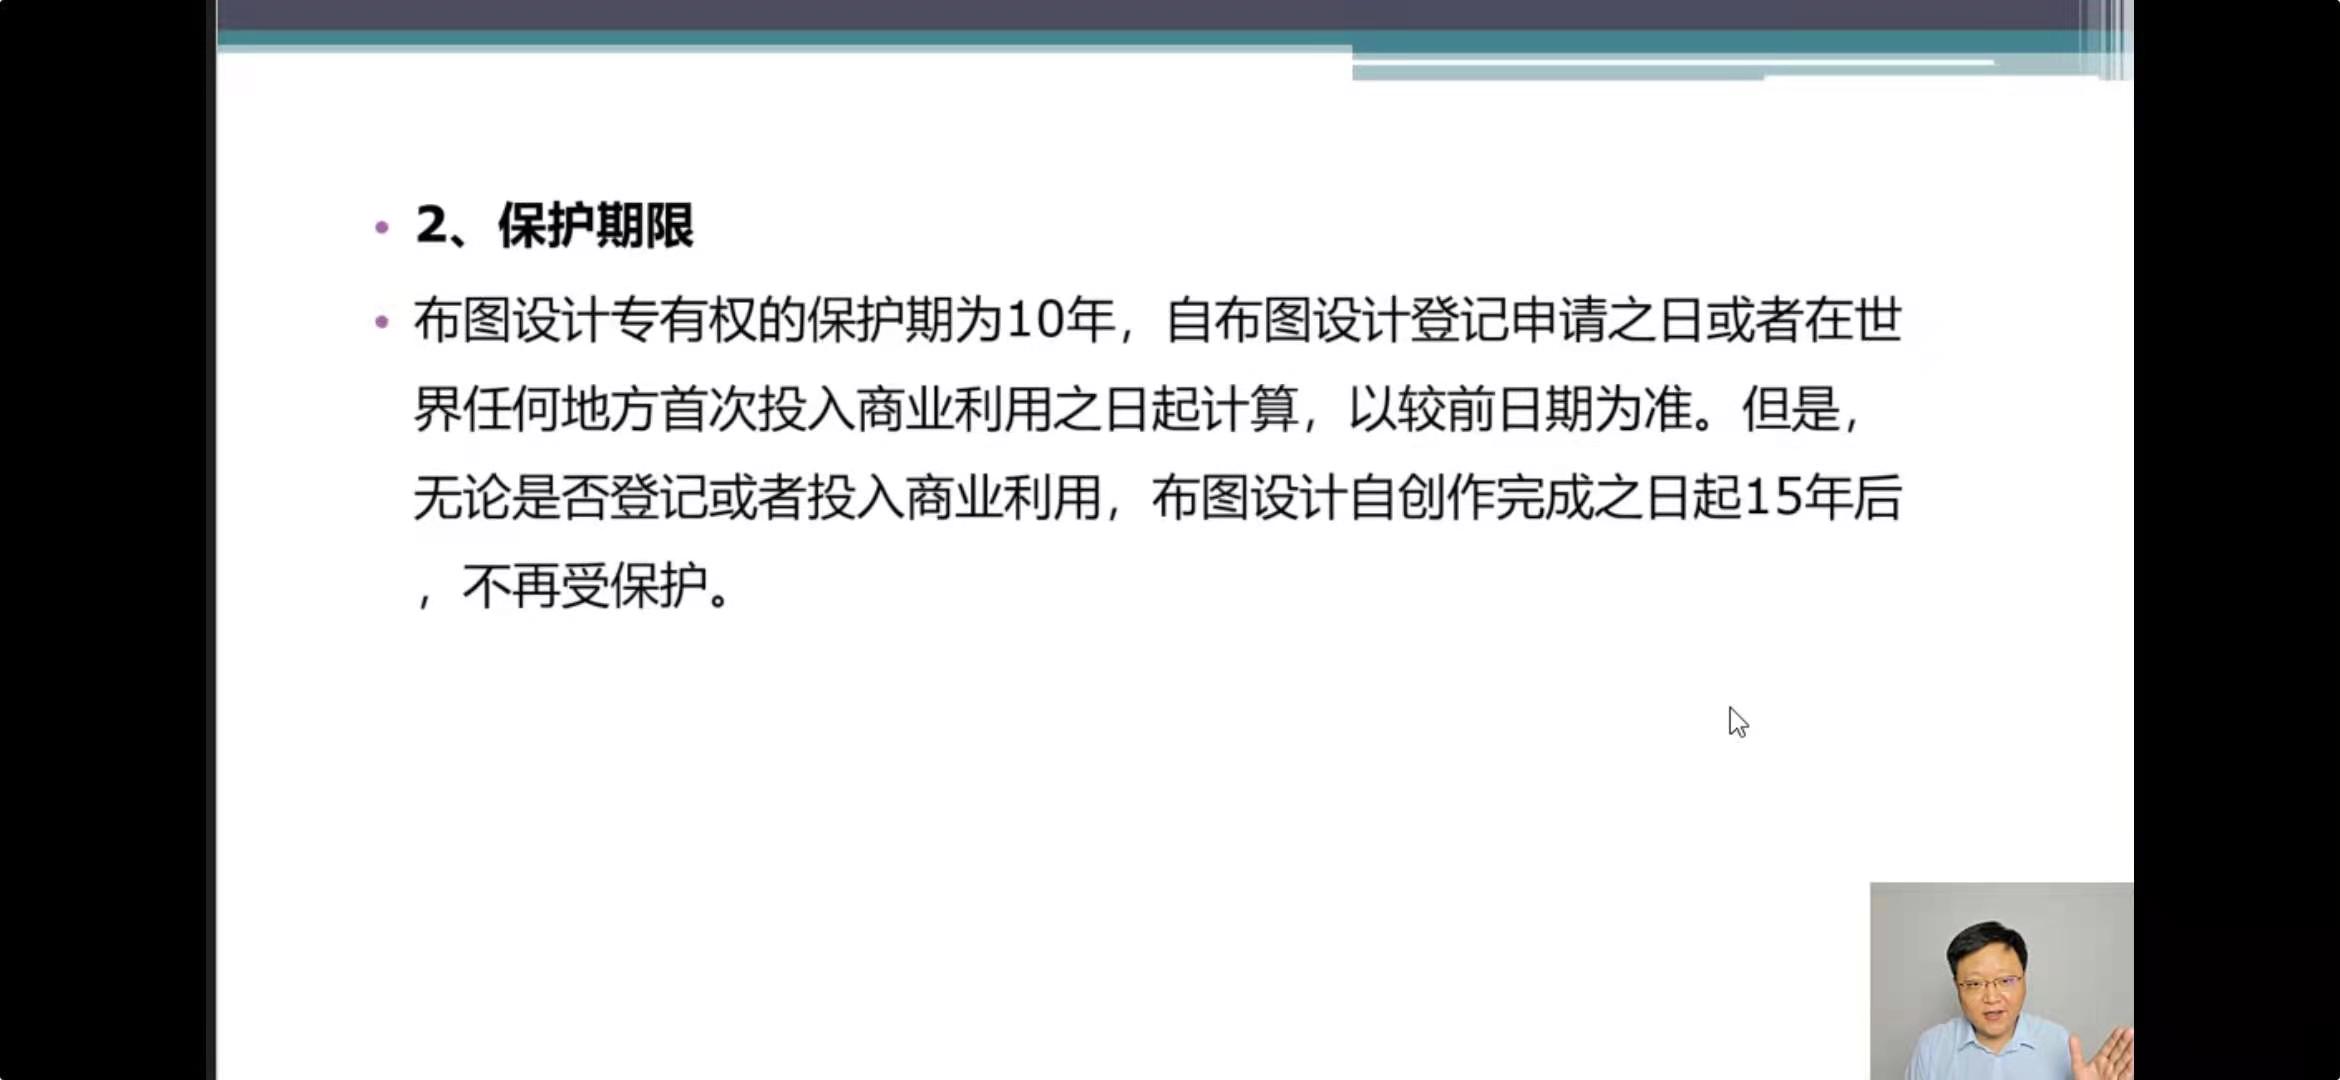 • 2、保护期限
• 布图设计专有权的保护期为10年，自布图设计登记申请之日或者在世
界任何地方首次投入商业利用之日起计算，以较前日期为准。但是，
无论是否登记或者投入商业利用，布图设计自创作完成之日起15年后
，不再受保护。